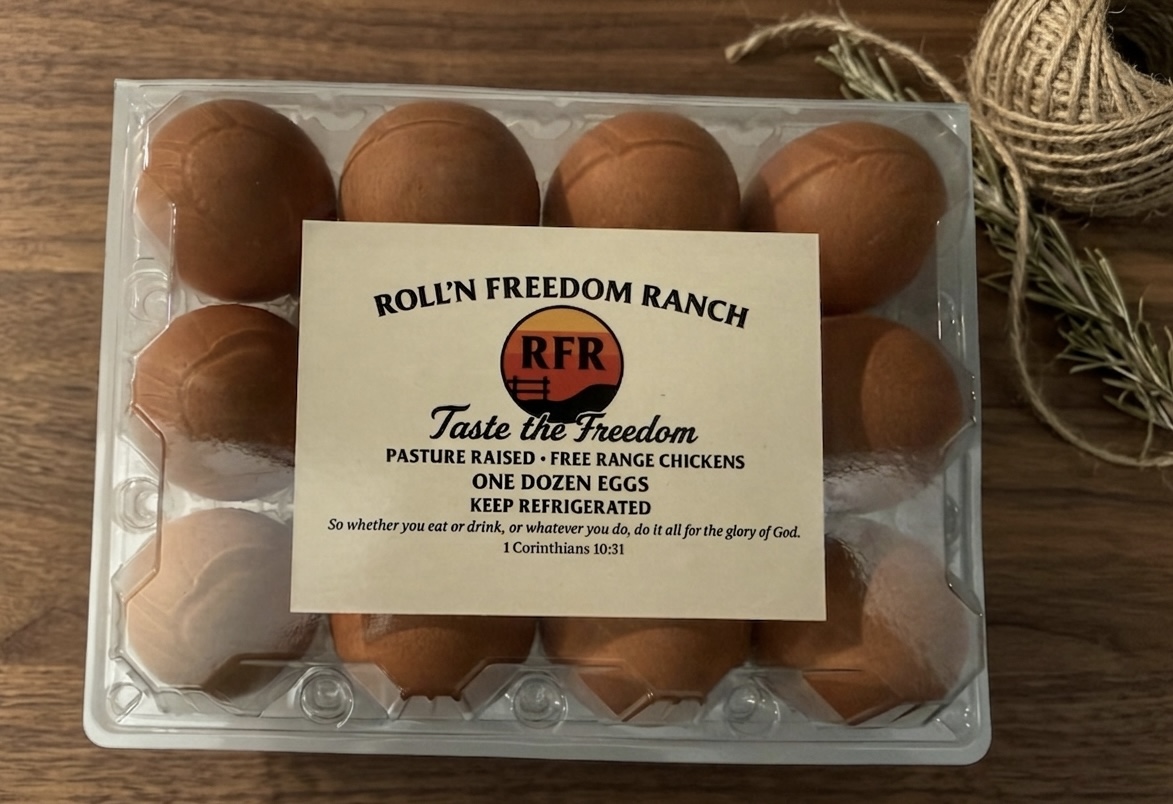 ROLL'N FREEDOM RANCH
RFR
Taste the Freedom
PASTURE RAISED • FREE RANGE CHICKENS
ONE DOZEN EGGS
KEEP REFRIGERATED
So whether you eat or drink, or whatever you do, do it all for the glory of God.
1 Corinthians 10:31